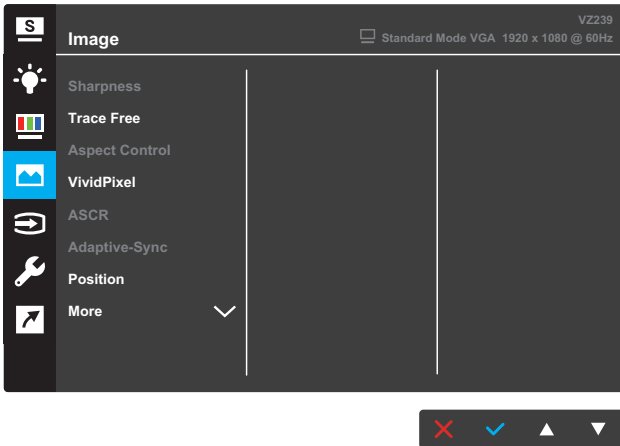 S
VZ239
Image
Standard Mode VGA 1920 x 1080 @ 60Hz
Sharpness
Trace Free
Aspect Control
VividPixel
ASCR
Adaptive-Sync
Position
More